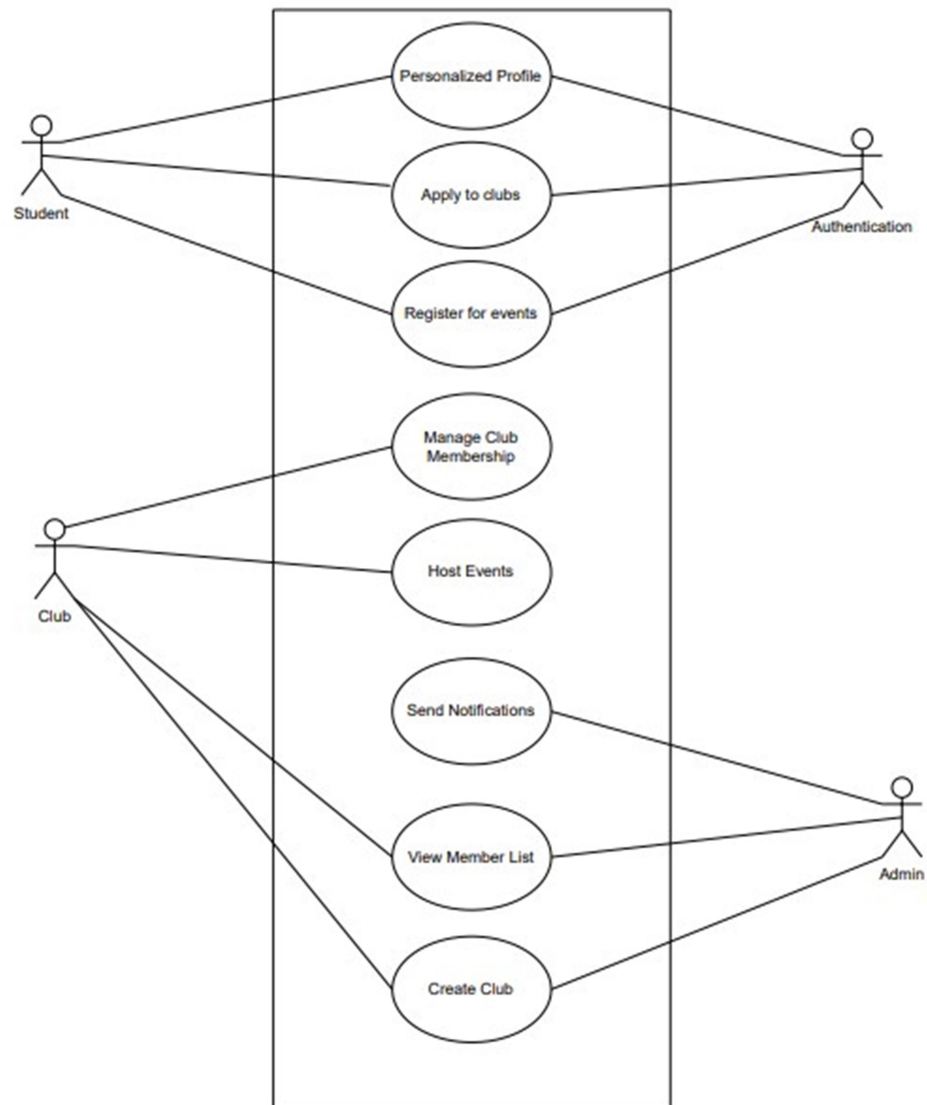 Personalized Profile
Student
Apply to clubs
Authentication
Register for events
Manage Club
Membership
Host Events
Club
Send Notifications
View Member List
Admin
Create Club